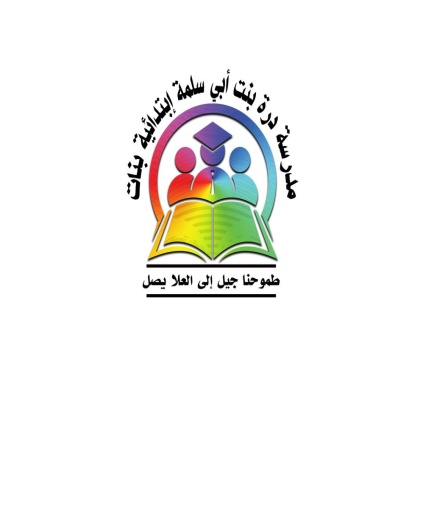 مدرسة درة بنت أبي سلمة إبتدائية بنات
طموحنا جيل إلى العلا يصل